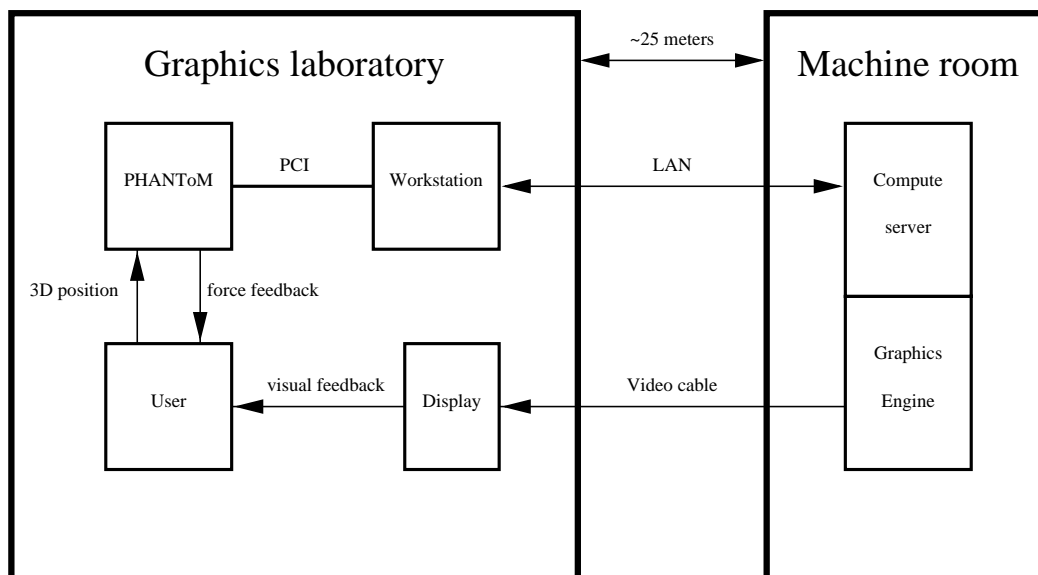 ~25 meters
Graphics laboratory
Machine room
PHANToM
PCI
Workstation
LAN
Compute
server
3D position
force feedback
User
visual feedback
Display
Video cable
Graphics
Engine